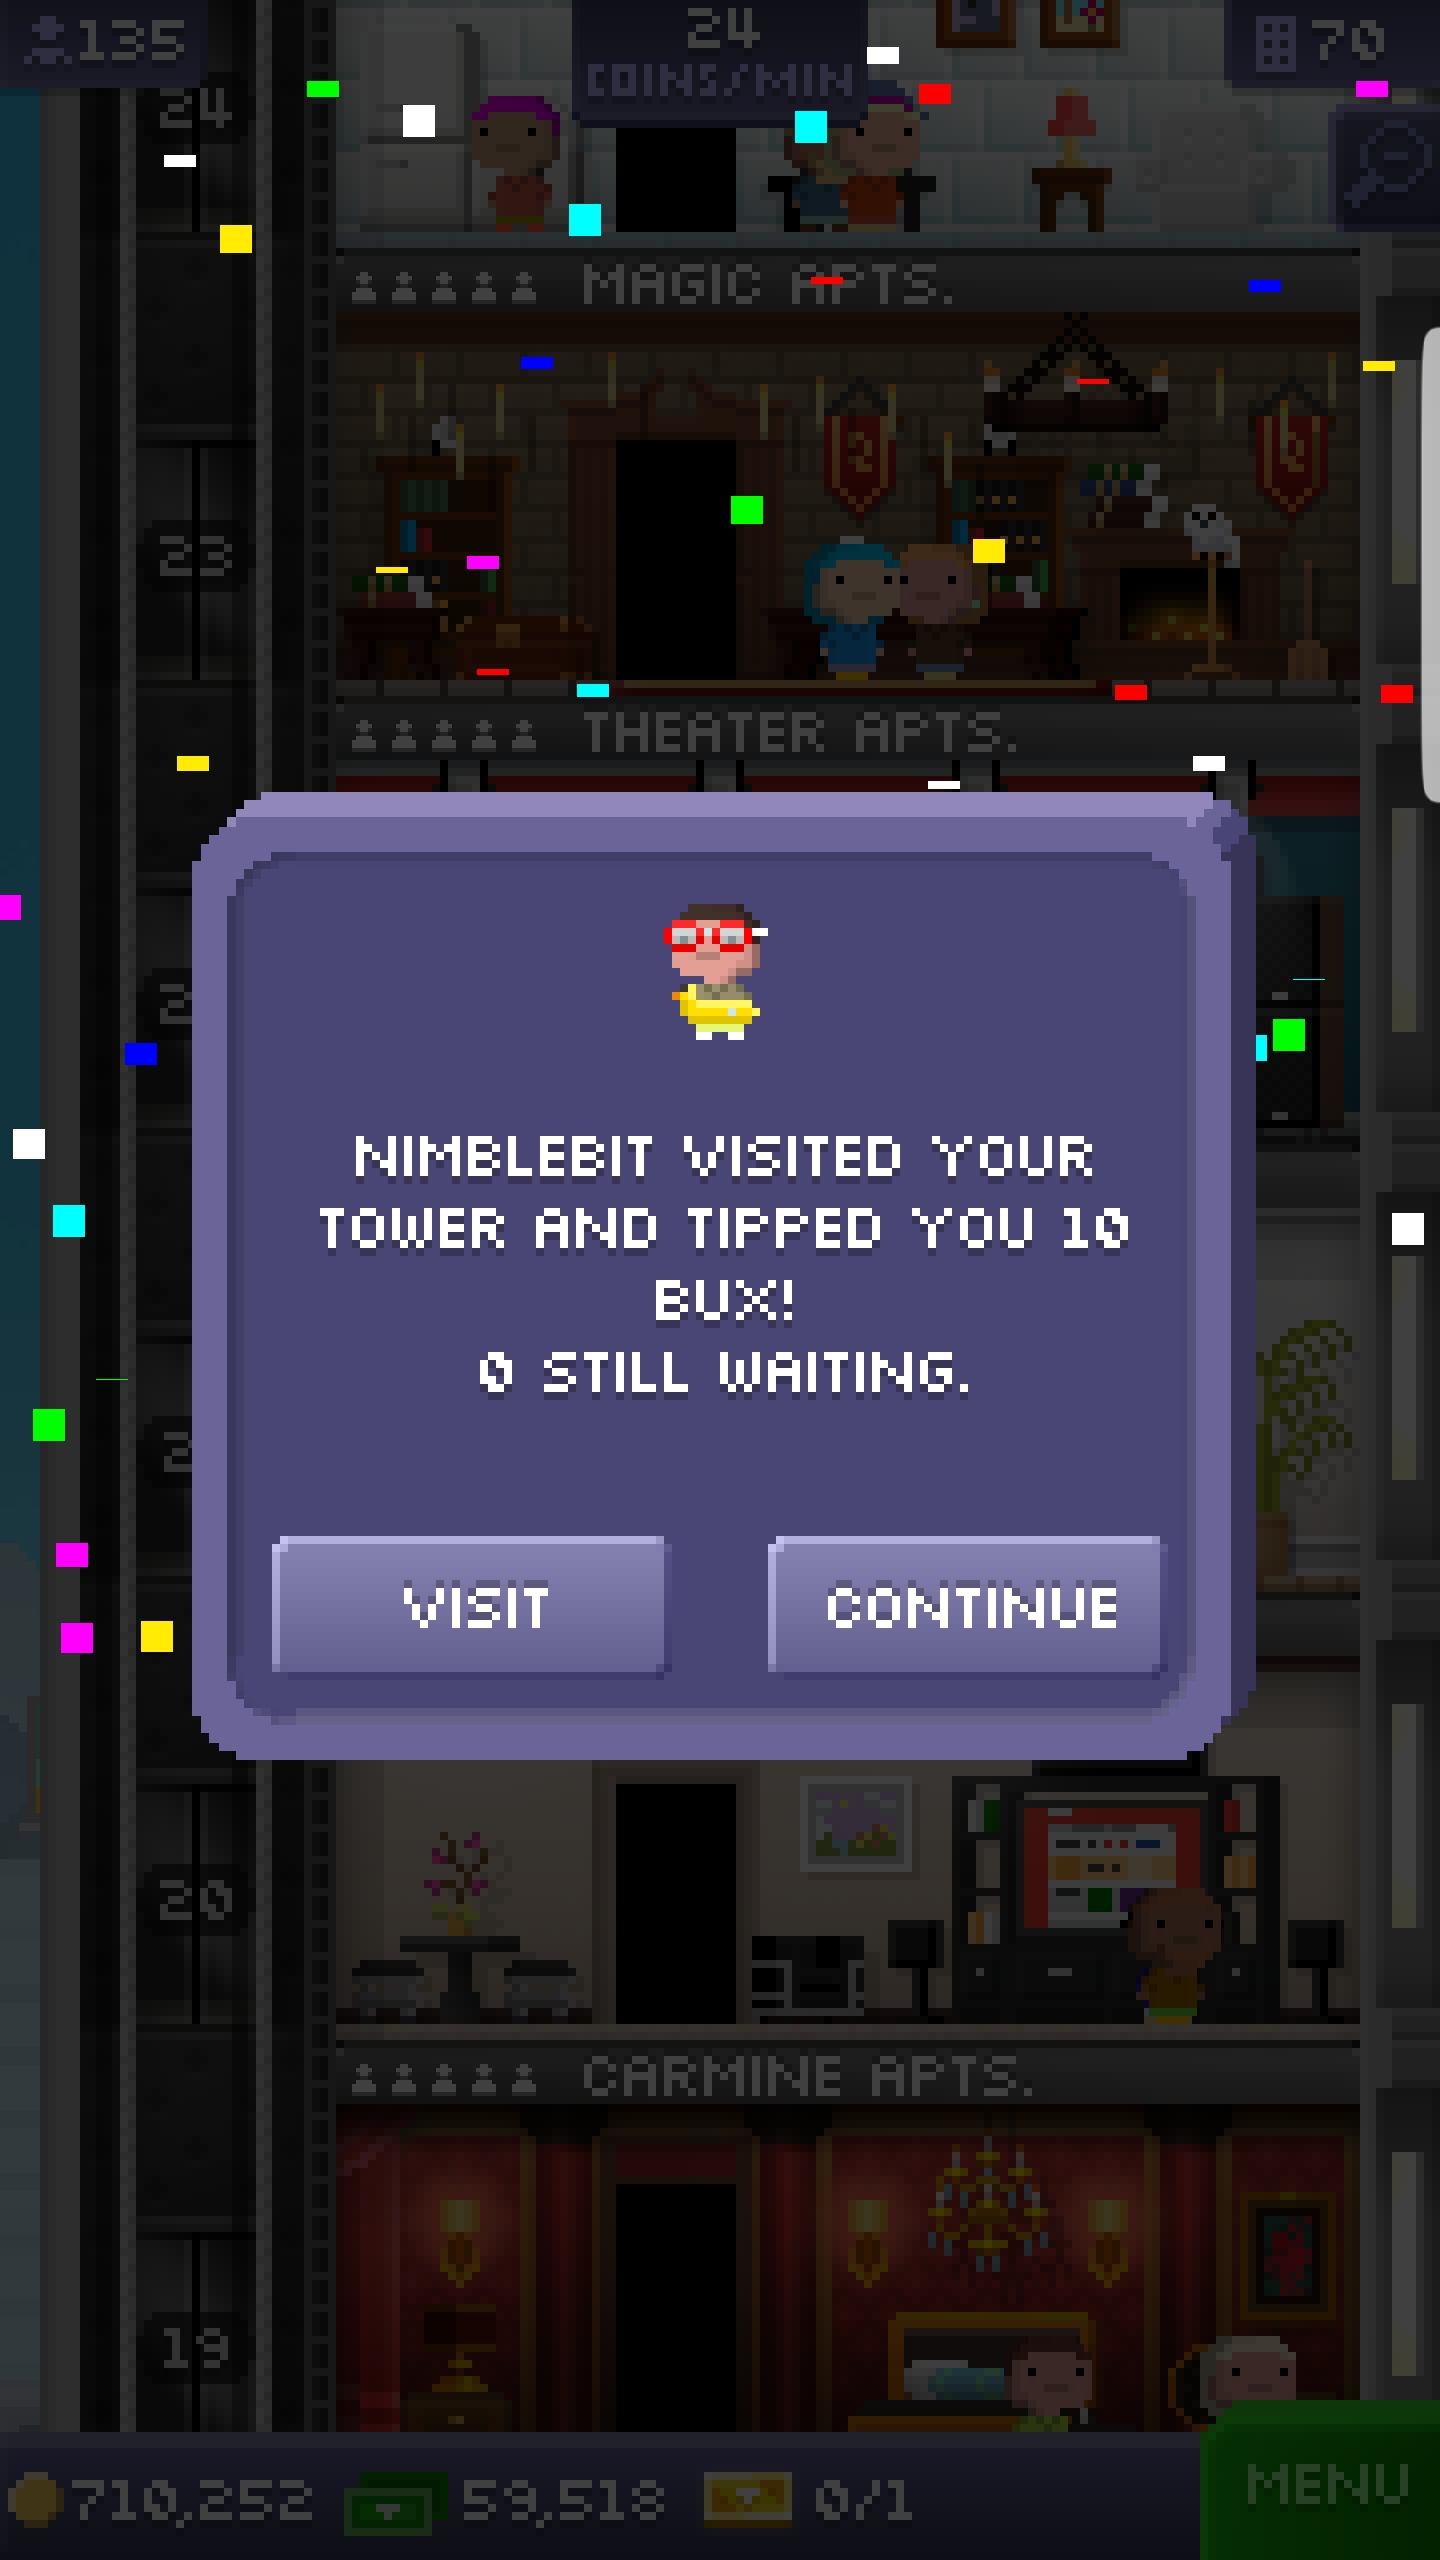 135
24
COINS/MIN
70
24
MAGIC APTS.
23
THEATER APTS.
NIMBLEBIT VISITED YOUR
TOWER AND TIPPED YOU 10
BUX!
0 STILL WAITING.
VISIT
CONTINUE
20
CARMINE APTS.
19
710,252
59,518
0/1
MENU